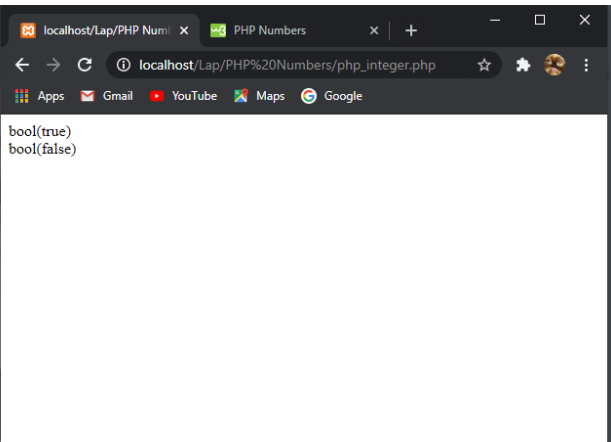 localhost/Lap/PHP Num
PHP Numbers
localhost/Lap/PHP%20Numbers/php_integer.php
Apps
Gmail
YouTube
Maps
Google
bool(true)
bool(false)